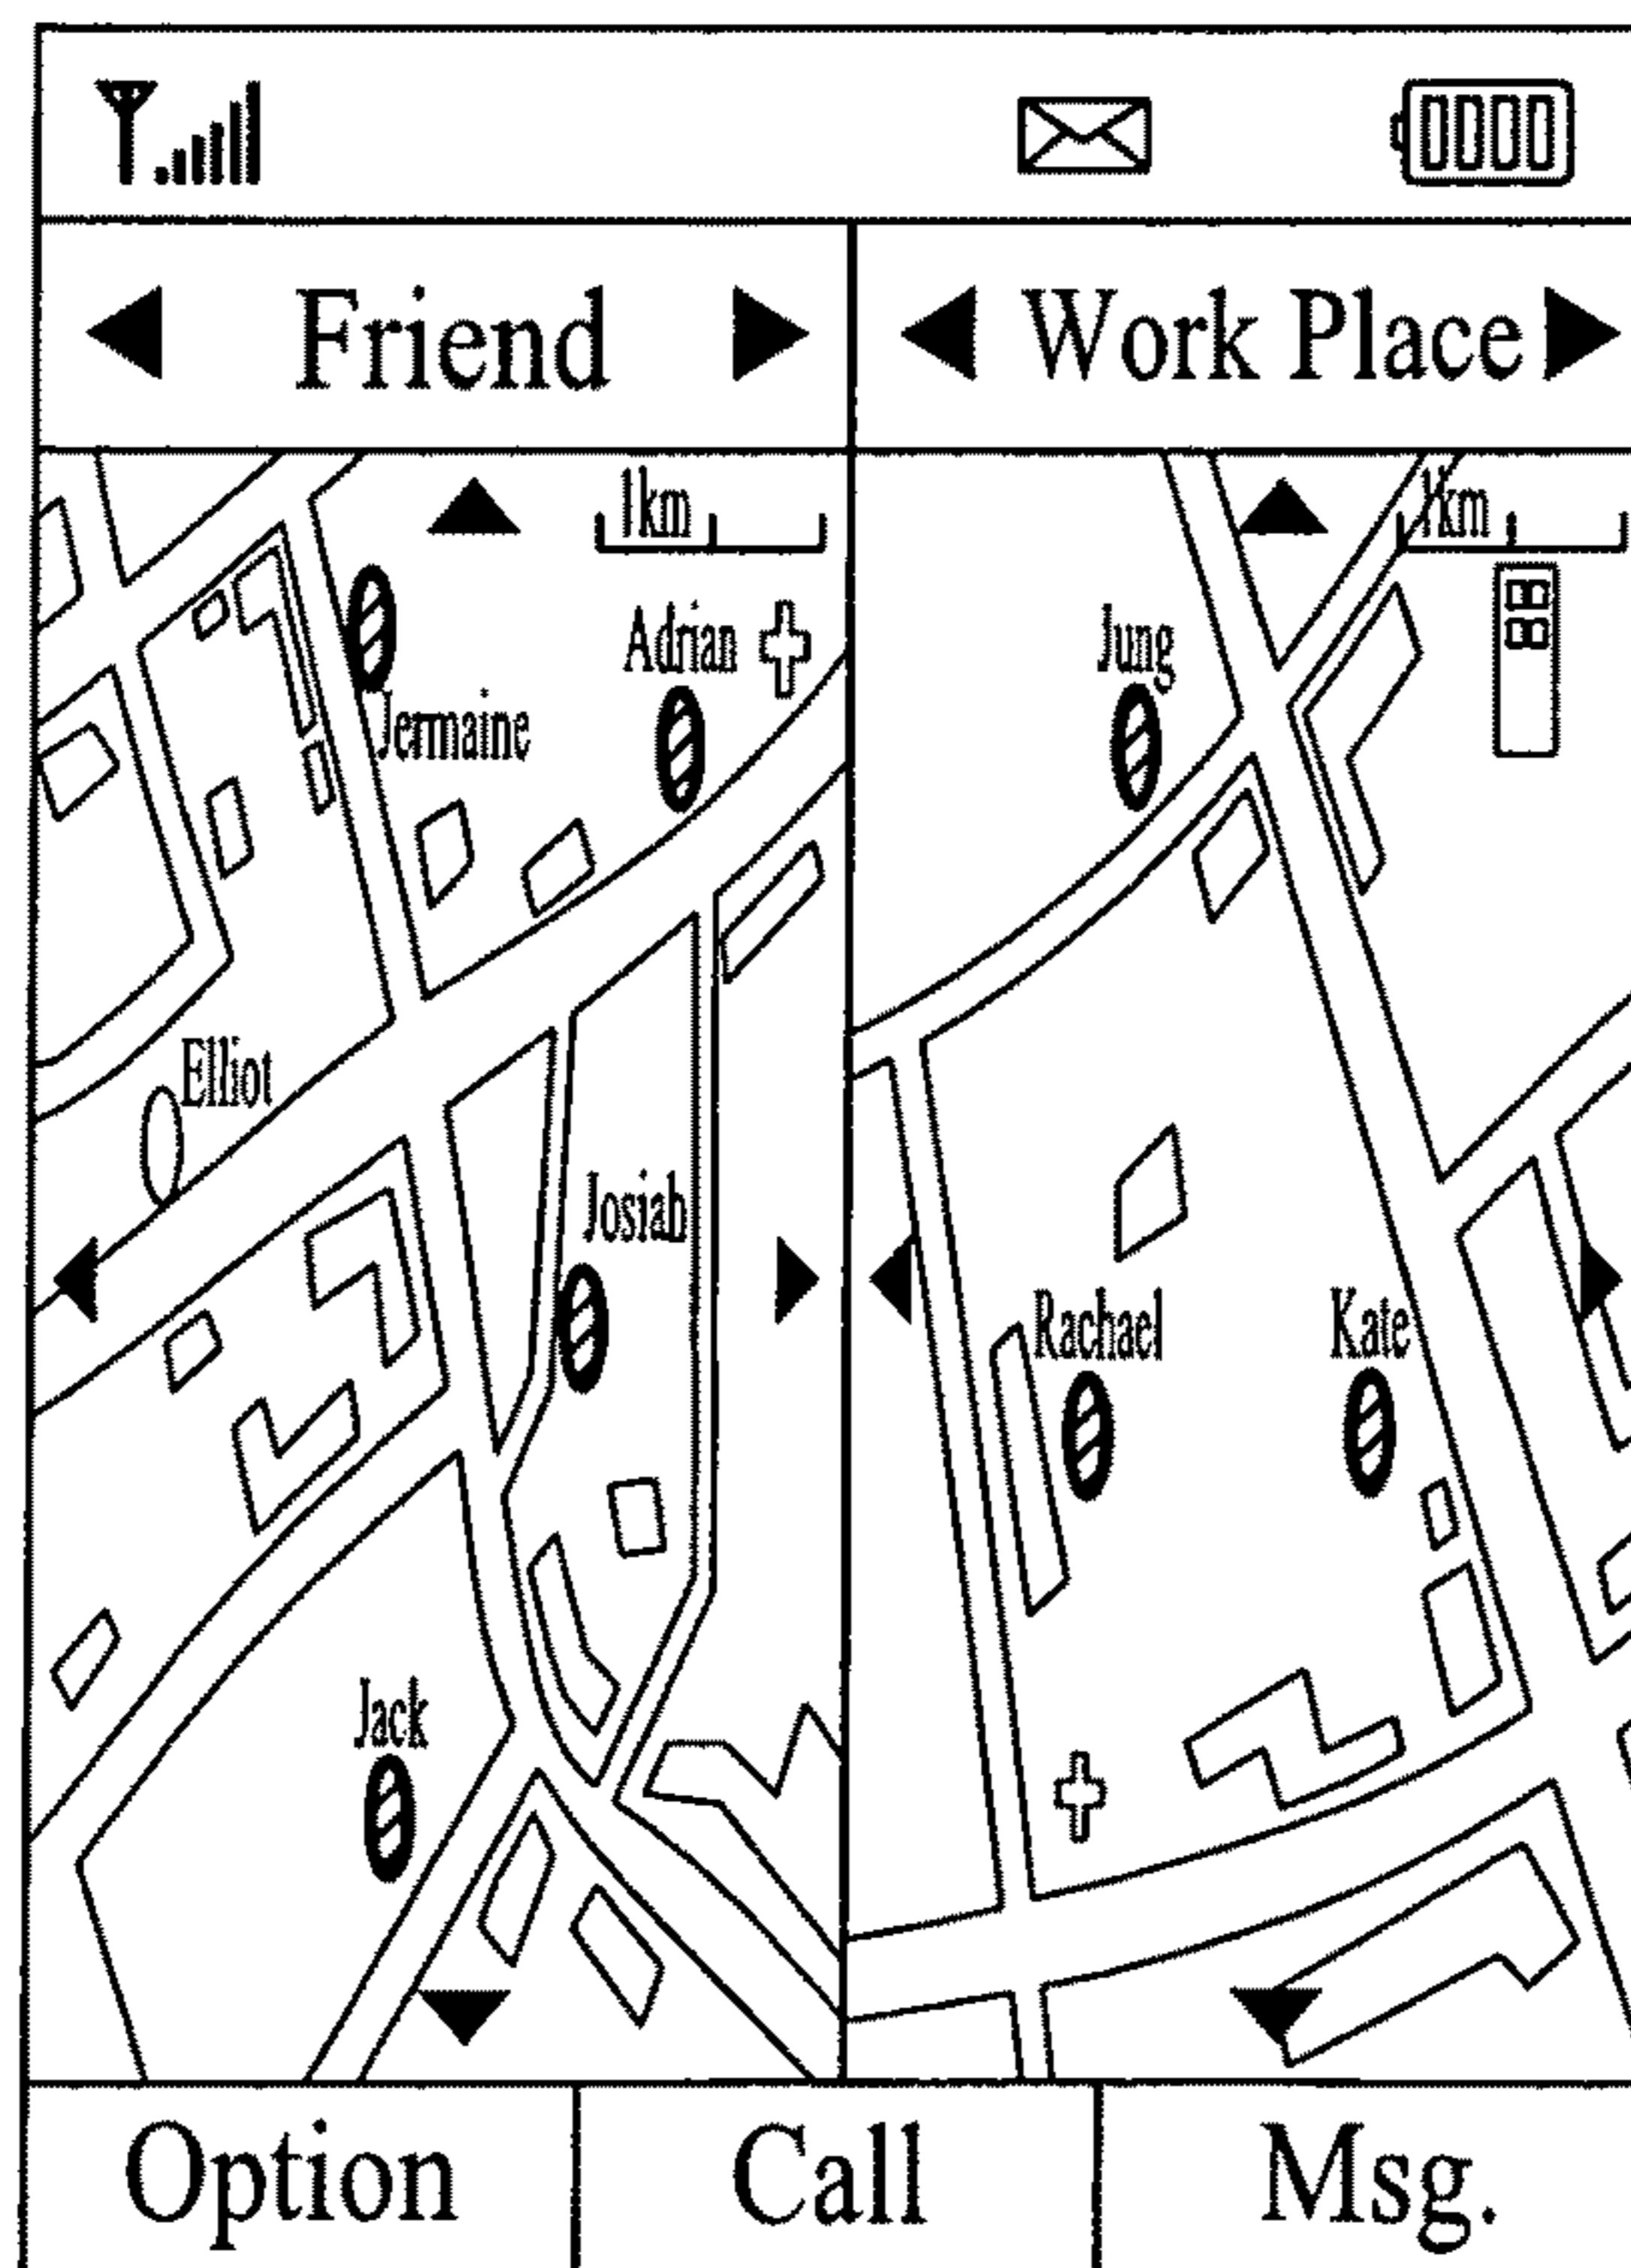 Friend
Work Place
1km
1km
Adrian
Jung
Jermaine
Elliot
Josiah
Rachael
Kate
Jack
Option
Call
Msg.